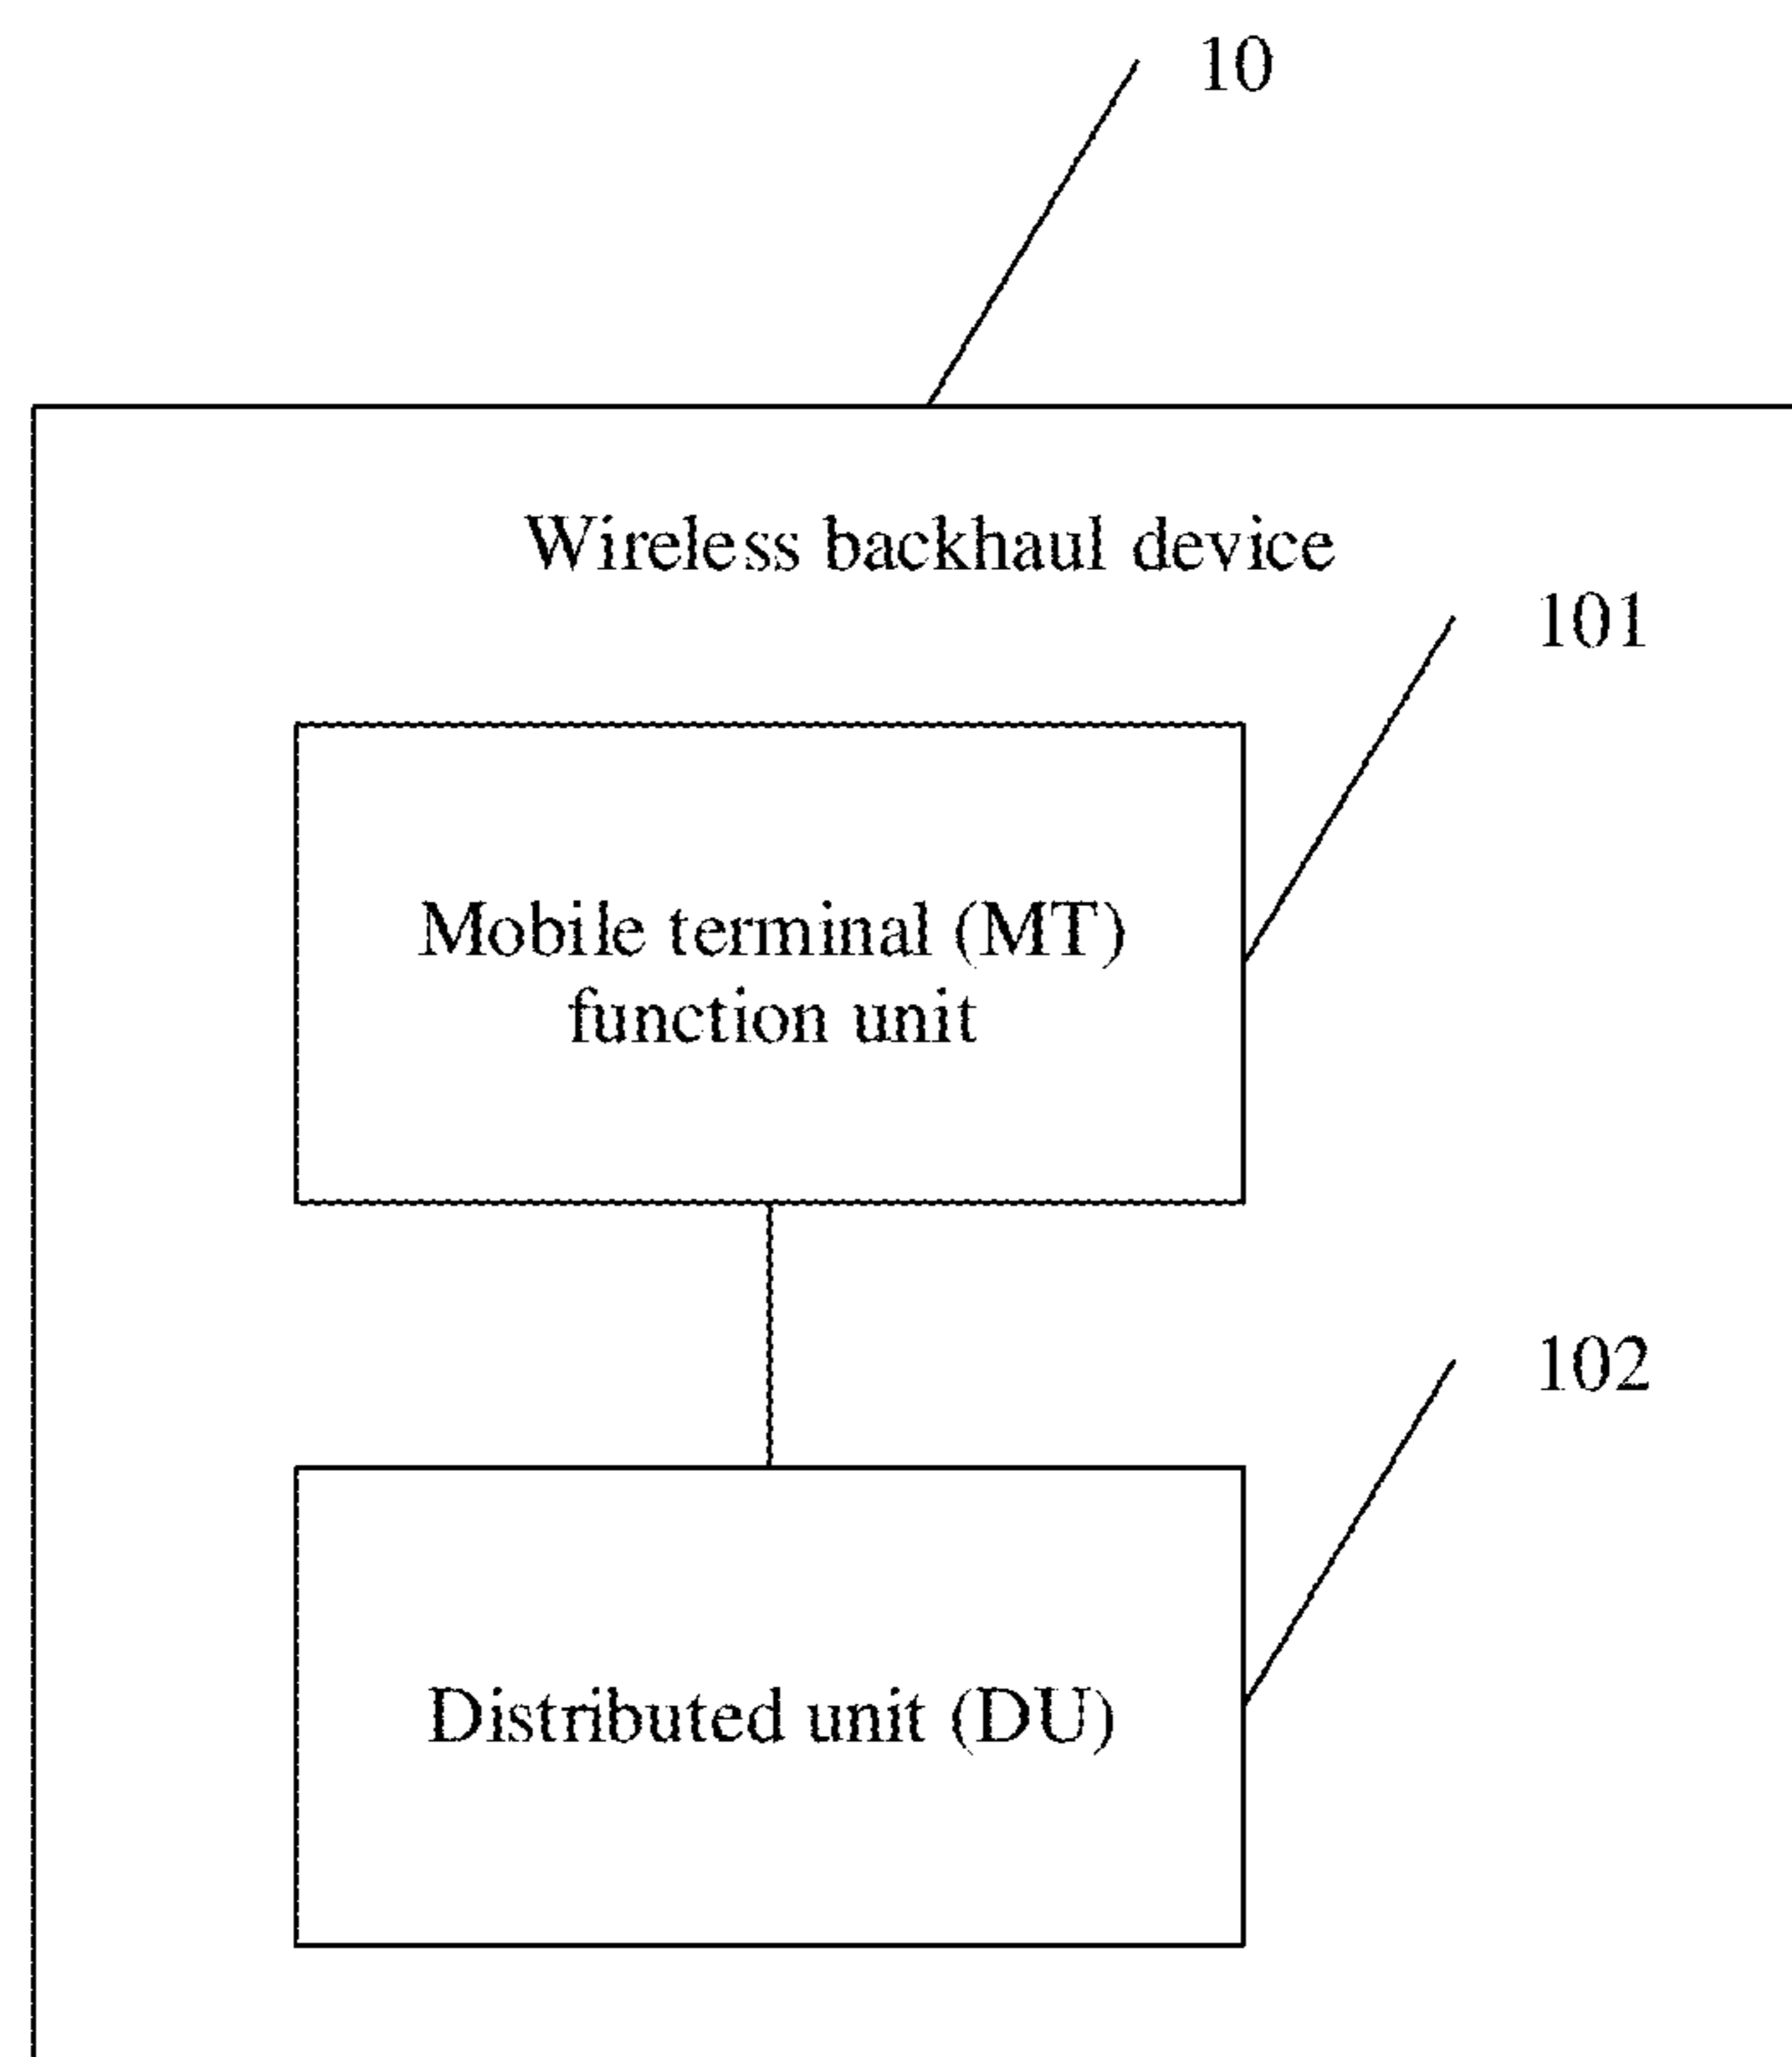 10
Wireless backhaul device
101
Mobile terminal (MT)
function unit
102
Distributed unit (DU)